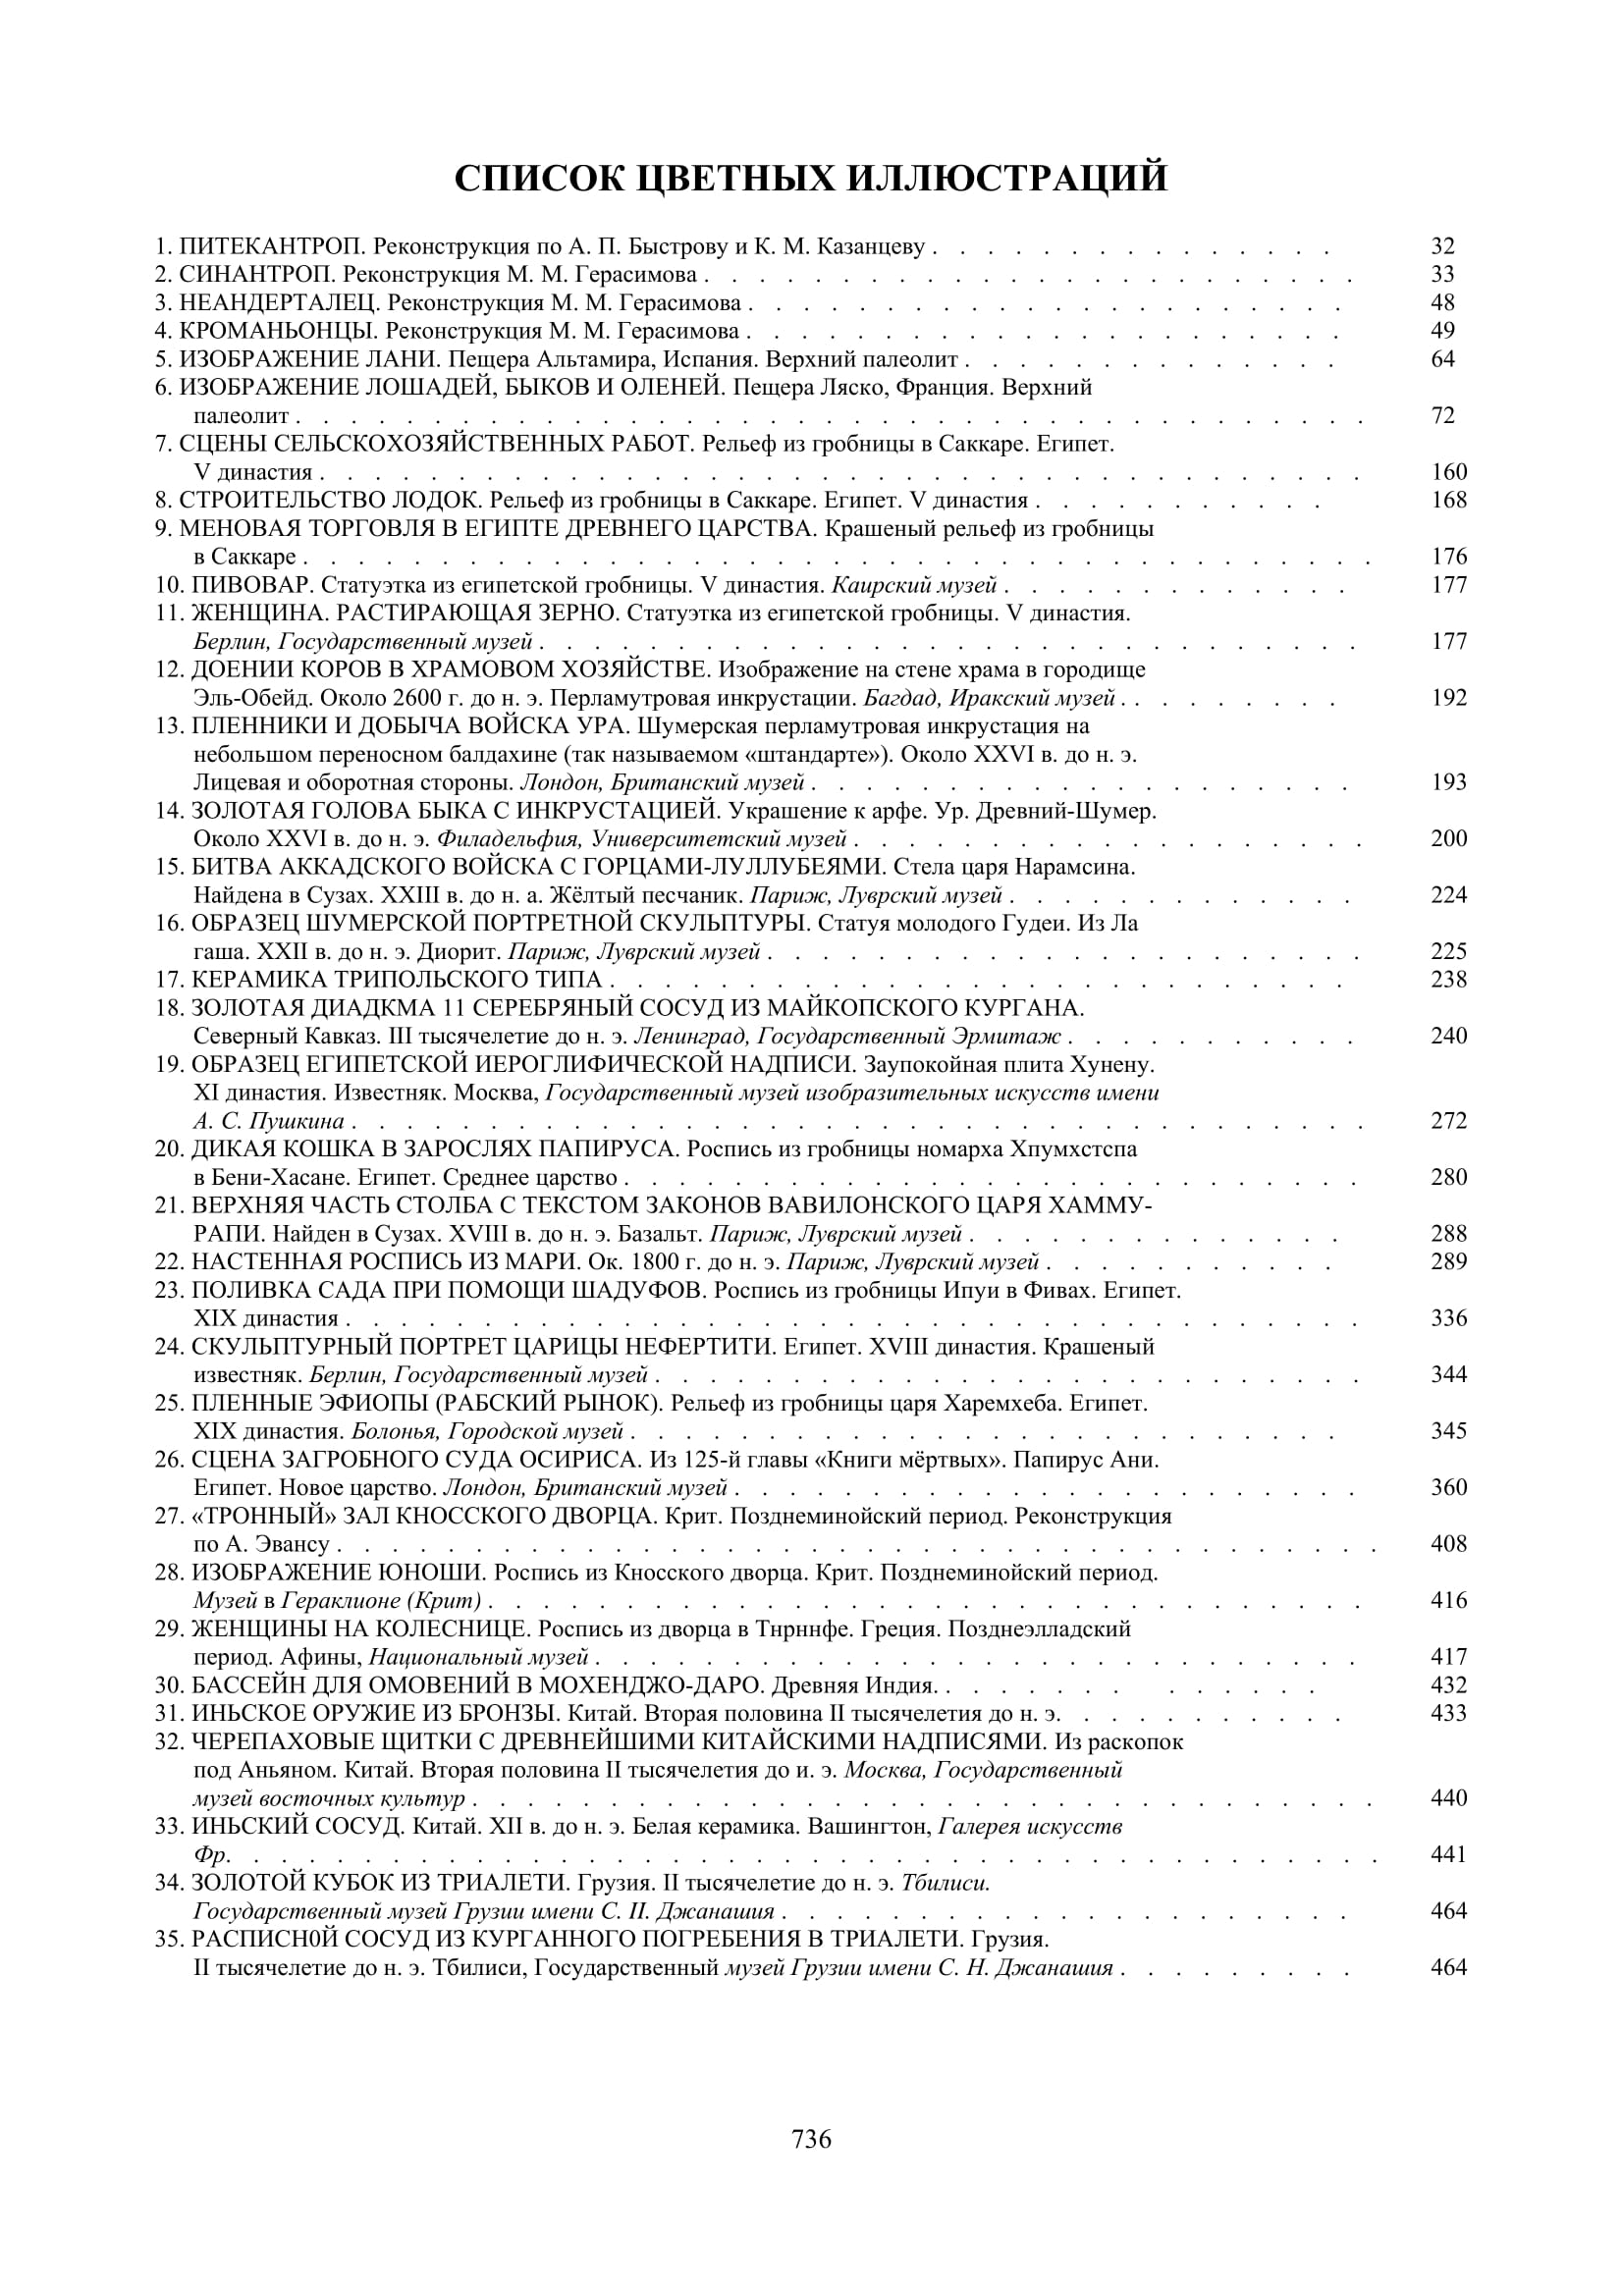 СПИСОК ЦВЕТНЫХ ИЛЛЮСТРАЦИЙ
1. ПИТЕКАНТРОП. Реконструкция по А. П. Быстрову и К. М. Казанцеву . . . . . . . . . . . . . . . 32
2. СИНАНТРОП. Реконструкция М. М. Герасимова . . . . . . . . . . . . . . . . . . . . . . . . 33
3. НЕАНДЕРТАЛЕЦ. Реконструкция М. М. Герасимова . . . . . . . . . . . . . . . . . . . . . . 48
4. КРОМАНЬОНЦЫ. Реконструкция М. М. Герасимова . . . . . . . . . . . . . . . . . . . . . . 49
5. ИЗОБРАЖЕНИЕ ЛАНИ. Пещера Альтамира, Испания. Верхний палеолит . . . . . . . . . . . . . . 64
6. ИЗОБРАЖЕНИЕ ЛОШАДЕЙ, БЫКОВ И ОЛЕНЕЙ. Пещера Ляско, Франция. Верхний
палеолит . . . . . . . . . . . . . . . . . . . . . . . . . . . . . . . . . . . . . . . 72
7. СЦЕНЫ СЕЛЬСКОХОЗЯЙСТВЕННЫХ РАБОТ. Рельеф из гробницы в Саккаре. Египет.
V династия . . . . . . . . . . . . . . . . . . . . . . . . . . . . . . . . . . . . . . 160
8. СТРОИТЕЛЬСТВО ЛОДОК. Рельеф из гробницы в Саккаре. Египет. V династия . . . . . . . . . . . 168
9. МЕНОВАЯ ТОРГОВЛЯ В ЕГИПТЕ ДРЕВНЕГО ЦАРСТВА. Крашеный рельеф из гробницы
в Саккаре . . . . . . . . . . . . . . . . . . . . . . . . . . . . . . . . . . . . . . . 176
10. ПИВОВАР. Статуэтка из египетской гробницы. V династия. Каирский музей . . . . . . . . . . . . . 177
11. ЖЕНЩИНА. РАСТИРАЮЩАЯ ЗЕРНО. Статуэтка из египетской гробницы. V династия.
Берлин, Государственный музей . . . . . . . . . . . . . . . . . . . . . . . . . . . . . . 177
12. ДОЕНИИ КОРОВ В ХРАМОВОМ ХОЗЯЙСТВЕ. Изображение на стене храма в городище
Эль-Обейд. Около 2600 г. до н. э. Перламутровая инкрустации. Багдад, Иракский музей . . . . . . . . . 192
13. ПЛЕННИКИ И ДОБЫЧА ВОЙСКА УРА. Шумерская перламутровая инкрустация на
небольшом переносном балдахине (так называемом «штандарте»). Около XXVI в. до н. э.
Лицевая и оборотная стороны. Лондон, Британский музей . . . . . . . . . . . . . . . . . . . . 193
14. ЗОЛОТАЯ ГОЛОВА БЫКА С ИНКРУСТАЦИЕЙ. Украшение к арфе. Ур. Древний-Шумер.
Около XXVI в. до н. э. Филадельфия, Университетский музей . . . . . . . . . . . . . . . . . . . 200
15. БИТВА АККАДСКОГО ВОЙСКА С ГОРЦАМИ-ЛУЛЛУБЕЯМИ. Стела царя Нарамсина.
Найдена в Сузах. XXIII в. до н. а. Жёлтый песчаник. Париж, Луврский музей . . . . . . . . . . . . . 224
16. ОБРАЗЕЦ ШУМЕРСКОЙ ПОРТРЕТНОЙ СКУЛЬПТУРЫ. Статуя молодого Гудеи. Из Ла
гаша. XXII в. до н. э. Диорит. Париж, Луврский музей . . . . . . . . . . . . . . . . . . . . . . 225
17. КЕРАМИКА ТРИПОЛЬСКОГО ТИПА . . . . . . . . . . . . . . . . . . . . . . . . . . . 238
18. ЗОЛОТАЯ ДИАДКМА 11 СЕРЕБРЯНЫЙ СОСУД ИЗ МАЙКОПСКОГО КУРГАНА.
Северный Кавказ. III тысячелетие до н. э. Ленинград, Государственный Эрмитаж . . . . . . . . . . . 240
19. ОБРАЗЕЦ ЕГИПЕТСКОЙ ИЕРОГЛИФИЧЕСКОЙ НАДПИСИ. Заупокойная плита Хунену.
XI династия. Известняк. Москва, Государственный музей изобразительных искусств имени
А. С. Пушкина . . . . . . . . . . . . . . . . . . . . . . . . . . . . . . . . . . . . . 272
20. ДИКАЯ КОШКА В ЗАРОСЛЯХ ПАПИРУСА. Роспись из гробницы номарха Хпумхстспа
в Бени-Хасане. Египет. Среднее царство . . . . . . . . . . . . . . . . . . . . . . . . . . . 280
21. ВЕРХНЯЯ ЧАСТЬ СТОЛБА С ТЕКСТОМ ЗАКОНОВ ВАВИЛОНСКОГО ЦАРЯ ХАММУ-
РАПИ. Найден в Сузах. XVIII в. до н. э. Базальт. Париж, Луврский музей . . . . . . . . . . . . . . 288
22. НАСТЕННАЯ РОСПИСЬ ИЗ МАРИ. Ок. 1800 г. до н. э. Париж, Луврский музей . . . . . . . . . . . 289
23. ПОЛИВКА САДА ПРИ ПОМОЩИ ШАДУФОВ. Роспись из гробницы Ипуи в Фивах. Египет.
XIX династия . . . . . . . . . . . . . . . . . . . . . . . . . . . . . . . . . . . . . 336
24. СКУЛЬПТУРНЫЙ ПОРТРЕТ ЦАРИЦЫ НЕФЕРТИТИ. Египет. XVIII династия. Крашеный
известняк. Берлин, Государственный музей . . . . . . . . . . . . . . . . . . . . . . . . . . 344
25. ПЛЕННЫЕ ЭФИОПЫ (РАБСКИЙ РЫНОК). Рельеф из гробницы царя Харемхеба. Египет.
XIX династия. Болонья, Городской музей . . . . . . . . . . . . . . . . . . . . . . . . . . 345
26. СЦЕНА ЗАГРОБНОГО СУДА ОСИРИСА. Из 125-й главы «Книги мёртвых». Папирус Ани.
Египет. Новое царство. Лондон, Британский музей . . . . . . . . . . . . . . . . . . . . . . . 360
27. «ТРОННЫЙ» ЗАЛ КНОССКОГО ДВОРЦА. Крит. Позднеминойский период. Реконструкция
по А. Эвансу . . . . . . . . . . . . . . . . . . . . . . . . . . . . . . . . . . . . . . 408
28. ИЗОБРАЖЕНИЕ ЮНОШИ. Роспись из Кносского дворца. Крит. Позднеминойский период.
Музей в Гераклионе (Крит) . . . . . . . . . . . . . . . . . . . . . . . . . . . . . . . . 416
29. ЖЕНЩИНЫ НА КОЛЕСНИЦЕ. Роспись из дворца в Тнрннфе. Греция. Позднеэлладский
период. Афины, Национальный музей . . . . . . . . . . . . . . . . . . . . . . . . . . . . 417
30. БАССЕЙН ДЛЯ ОМОВЕНИЙ В МОХЕНДЖО-ДАРО. Древняя Индия. . . . . . . . . . . . . . . 432
31. ИНЬСКОЕ ОРУЖИЕ ИЗ БРОНЗЫ. Китай. Вторая половина II тысячелетия до н. э. . . . . . . . . . . 433
32. ЧЕРЕПАХОВЫЕ ЩИТКИ С ДРЕВНЕЙШИМИ КИТАЙСКИМИ НАДПИСЯМИ. Из раскопок
под Аньяном. Китай. Вторая половина II тысячелетия до и. э. Москва, Государственный
музей восточных культур . . . . . . . . . . . . . . . . . . . . . . . . . . . . . . . . . 440
33. ИНЬСКИЙ СОСУД. Китай. XII в. до н. э. Белая керамика. Вашингтон, Галерея искусств
Фр. . . . . . . . . . . . . . . . . . . . . . . . . . . . . . . . . . . . . . . . . . 441
34. ЗОЛОТОЙ КУБОК ИЗ ТРИАЛЕТИ. Грузия. II тысячелетие до н. э. Тбилиси.
Государственный музей Грузии имени С. II. Джанашия . . . . . . . . . . . . . . . . . . . . . 464
35. РАСПИСН0Й СОСУД ИЗ КУРГАННОГО ПОГРЕБЕНИЯ В ТРИАЛЕТИ. Грузия.
II тысячелетие до н. э. Тбилиси, Государственный музей Грузии имени С. Н. Джанашия . . . . . . . . . 464
736